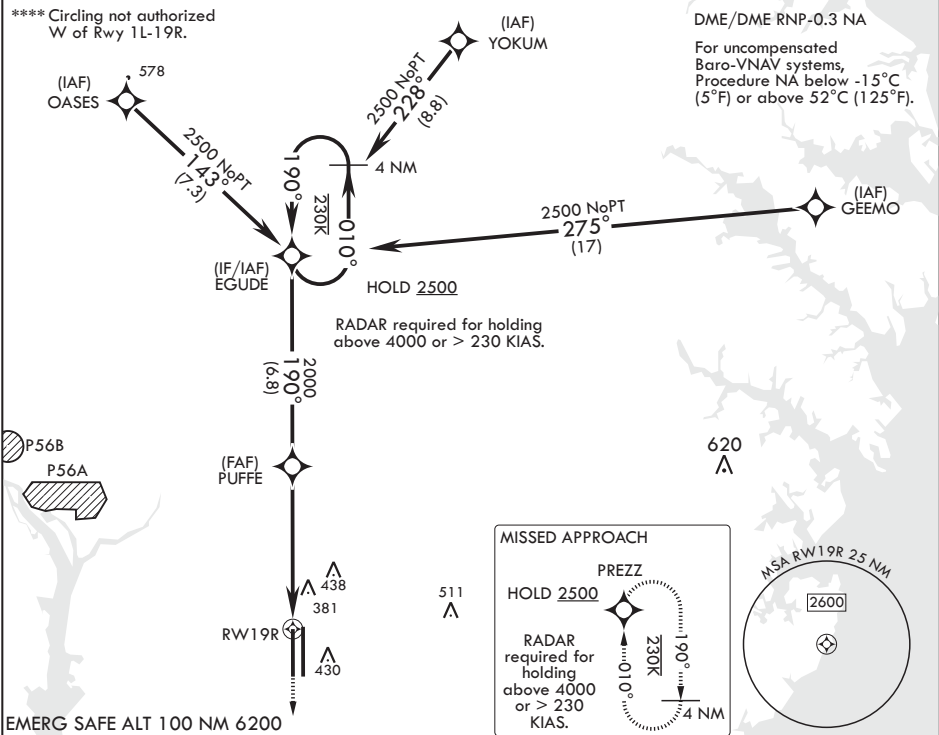 **** Circling not authorized
W of Rwy 1L-19R.
(IAF)
YOKUM
DME/DME RNP-0.3 NA
For uncompensated
Baro-VNAV systems,
Procedure NA below -15°C
(5°F) or above 52°C (125°F).
578
(IAF)
OASES
2500 NoPT
228°
(8.8)
2500 NoPT
143°
(7.3)
4 NM
190°
230K
010°
(IAF)
GEEMO
2500 NoPT
275°
(17)
(IF/IAF)
EGUDE
HOLD 2500
RADAR required for holding
above 4000 or > 230 KIAS.
2000
190°
(6.8)
P56B
P56A
(FAF)
PUFFE
620
438
381
511
RW19R
430
MISSED APPROACH
PREZZ
HOLD 2500
RADAR
required for
holding
above 4000
or > 230
KIAS.
230K
190°
010°
4 NM
MSA RW19R 25 NM
2600
EMERG SAFE ALT 100 NM 6200